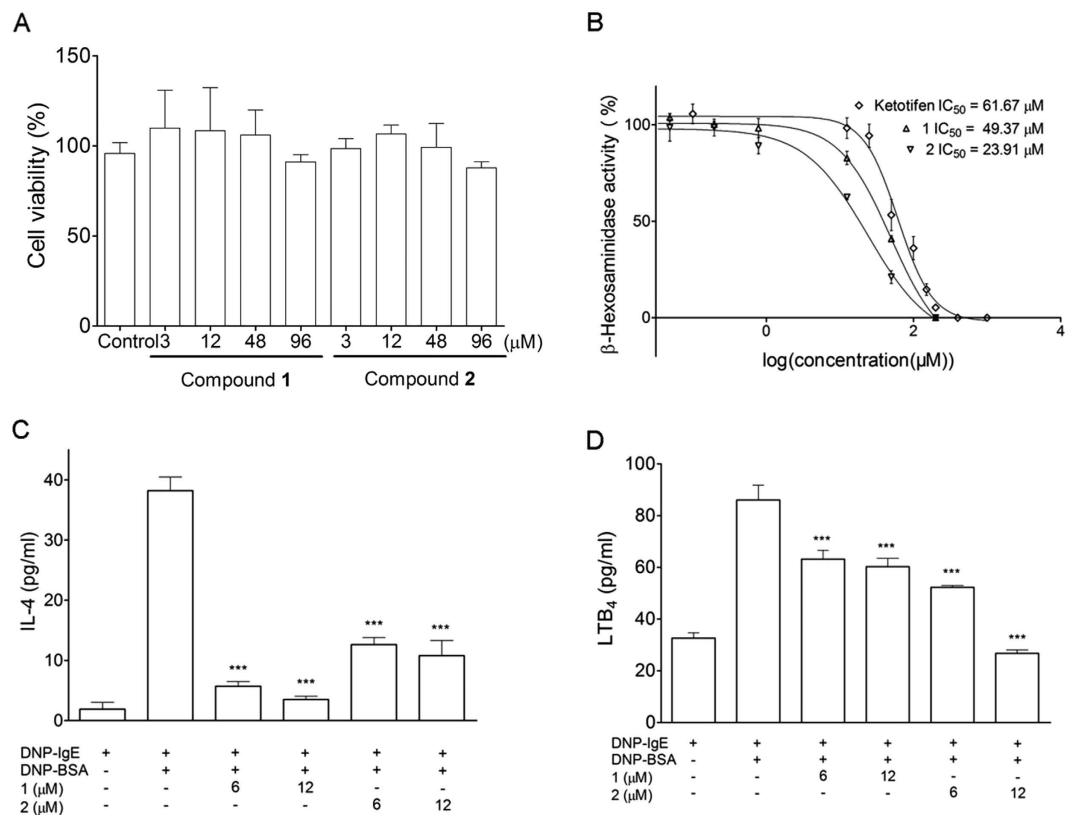 A
Cell viability (%)
150
100
50
0
Control 3 12 48 96 3 12 48 96 (μM)
Compound 1 Compound 2
B
β-Hexosaminidase activity (%)
100
50
0
0 2 4
log(concentration(μM))
Ketotifen IC50 = 61.67 μM
1 IC50 = 49.37 μM
2 IC50 = 23.91 μM
C
IL-4 (pg/ml)
40
30
20
10
0
*** *** *** ***
DNP-IgE + + + + + +
DNP-BSA - + + + + +
1 (μM) - - 6 12 - -
2 (μM) - - - - 6 12
D
LTB4 (pg/ml)
100
80
60
40
20
0
*** *** *** ***
DNP-IgE + + + + + +
DNP-BSA - + + + + +
1 (μM) - - 6 12 - -
2 (μM) - - - - 6 12